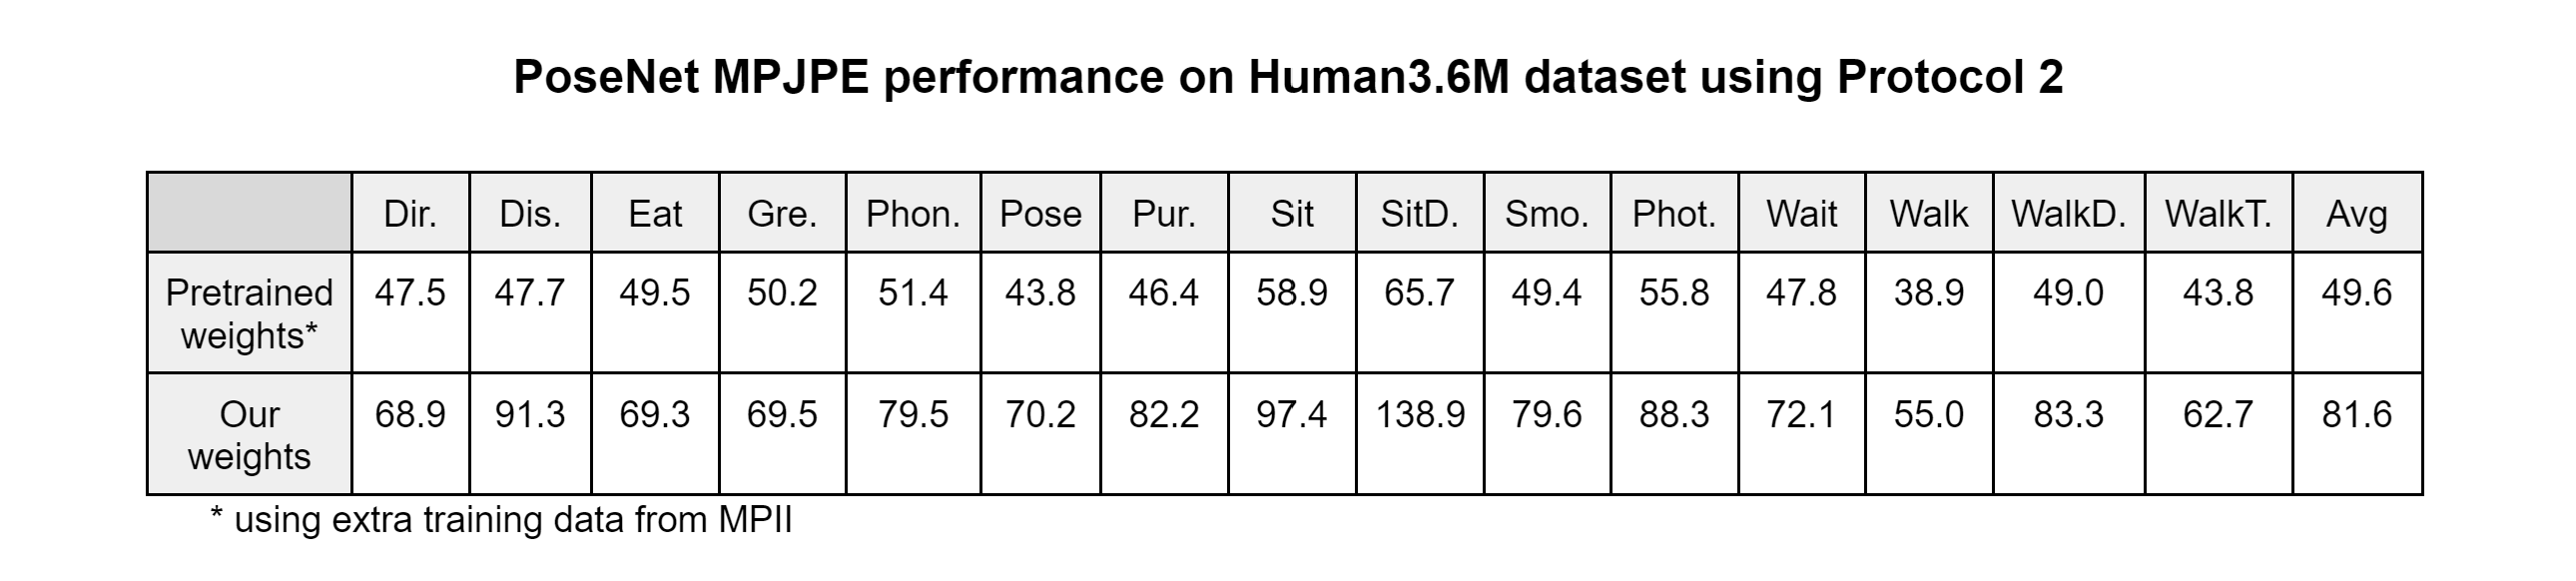 PoseNet MPJPE performance on Human3.6M dataset using Protocol 2
Dir. Dis. Eat Gre. Phon. Pose Pur. Sit SitD. Smo. Phot. Wait Walk WalkD. WalkT. Avg
Pretrained weights* 47.5 47.7 49.5 50.2 51.4 43.8 46.4 58.9 65.7 49.4 55.8 47.8 38.9 49.0 43.8 49.6
Our weights 68.9 91.3 69.3 69.5 79.5 70.2 82.2 97.4 138.9 79.6 88.3 72.1 55.0 83.3 62.7 81.6
* using extra training data from MPII